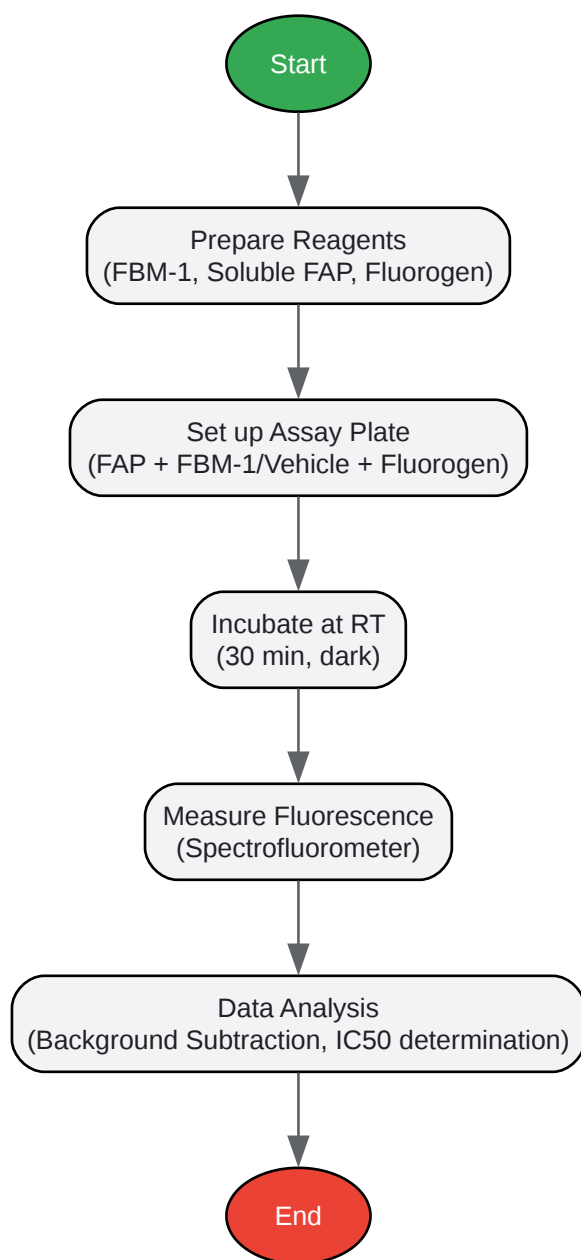 Start
Prepare Reagents
(FBM-1, Soluble FAP, Fluorogen)
Set up Assay Plate
(FAP + FBM-1/Vehicle + Fluorogen)
Incubate at RT
(30 min, dark)
Measure Fluorescence
(Spectrofluorometer)
Data Analysis
(Background Subtraction, IC50 determination)
End